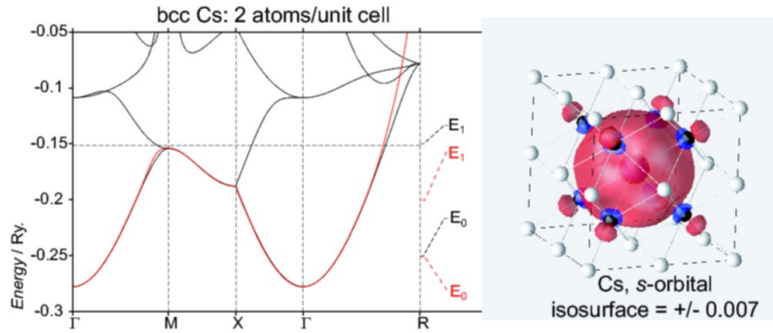 bcc Cs: 2 atoms/unit cell
-0.05
-0.1
E₁
-0.15
E₁
-0.2
E₀
-0.25
E₀
-0.3
Energy / Ry.
Γ M X Γ R
Cs, s-orbital
isosurface = +/- 0.007